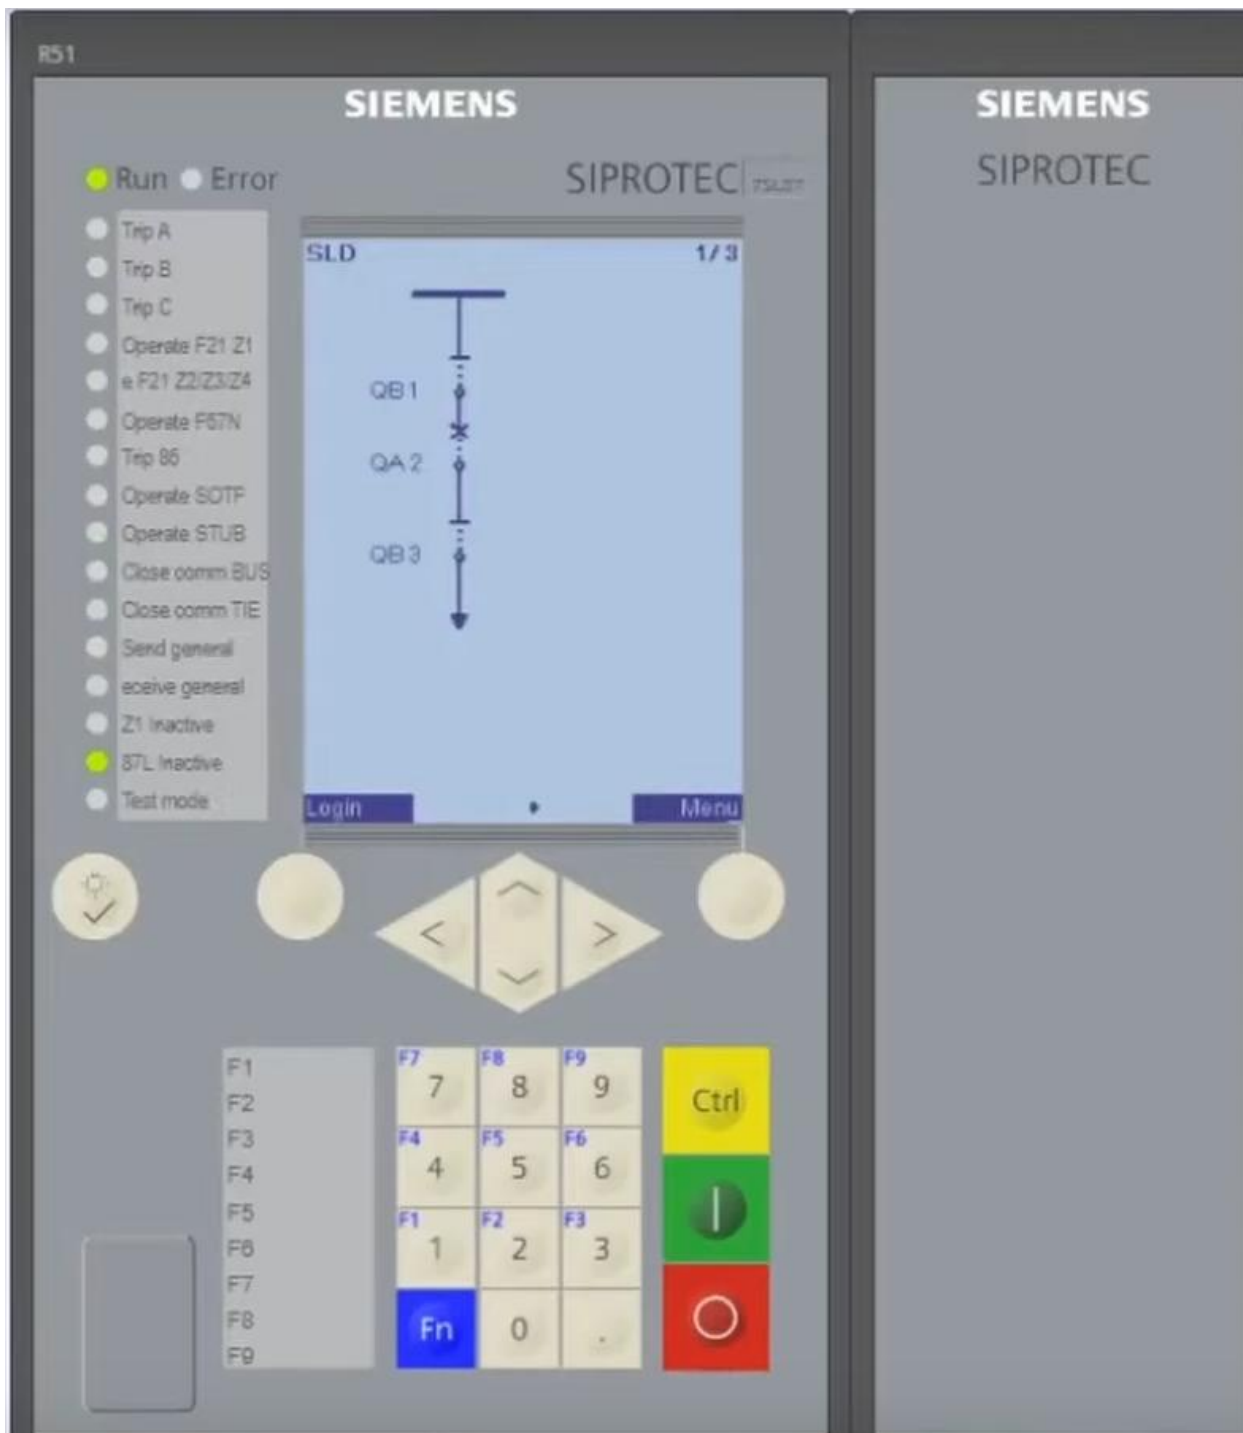 R51
SIEMENS
SIEMENS
Run
Error
SIPROTEC
SIPROTEC
Trip A
Trip B
Trip C
Operate F21 Z1
e F21 Z2/Z3/Z4
Operate F67N
Trip 85
Operate SOTF
Operate STUB
Close comm BUS
Close comm TIE
Send general
eceive general
Z1 Inactive
87L Inactive
Test mode
SLD
1/3
QB1
QA2
QB3
Login
Menu
<
>
F1
F2
F3
F4
F5
F6
F7
F8
F9
F7
7
F8
8
F9
9
Ctrl
F4
4
F5
5
F6
6
F1
1
F2
2
F3
3
Fn
0
.